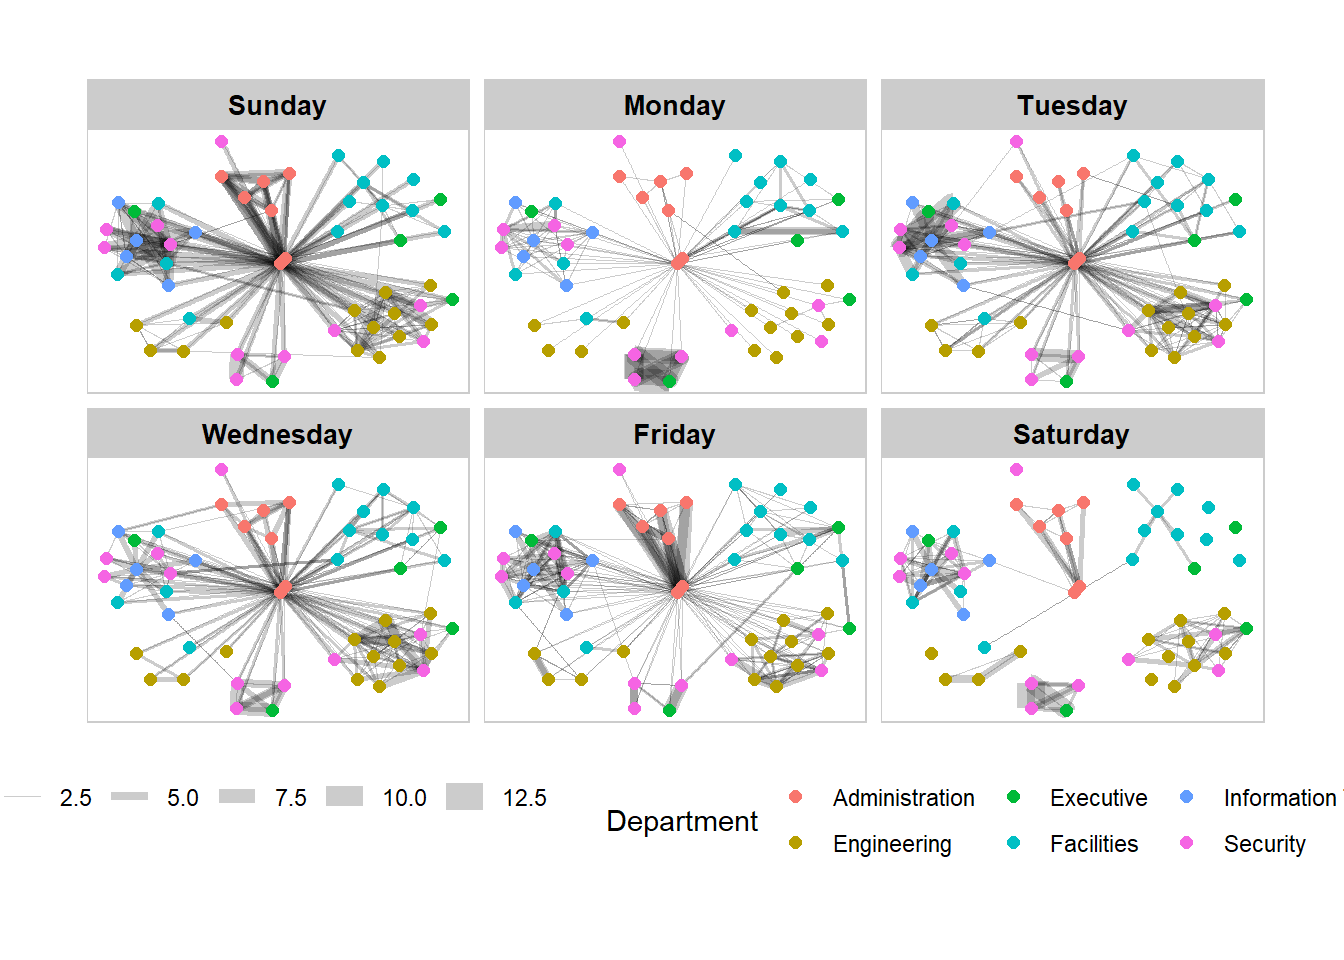 Sunday
Monday
Tuesday
Wednesday
Friday
Saturday
2.5 5.0 7.5 10.0 12.5
Department
Administration Executive Information
Engineering Facilities Security